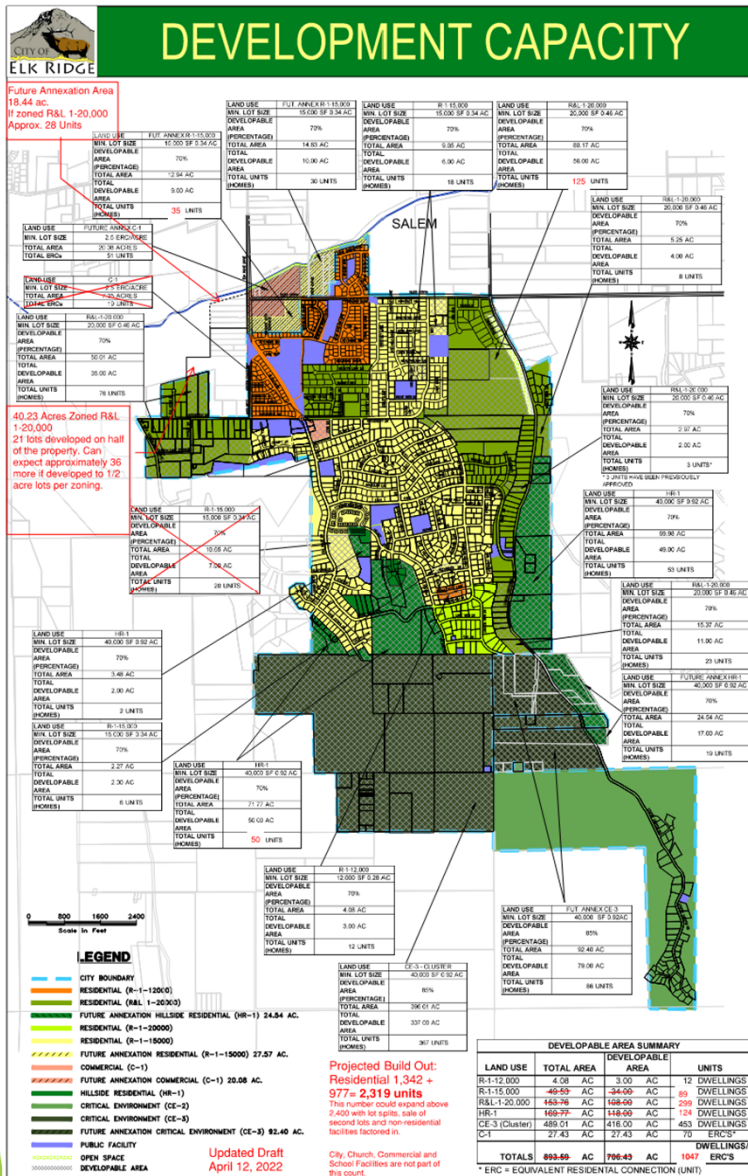 CITY OF
ELK RIDGE
DEVELOPMENT CAPACITY
Future Annexation Area
18.44 ac.
If zoned R&L 1-20,000
Approx. 28 Units
LAND USE FUT. ANNEX R-1-15,000
MIN. LOT SIZE 15,000 SF 0.34 AC
DEVELOPABLE AREA (PERCENTAGE) 70%
TOTAL AREA 14.83 AC
TOTAL DEVELOPABLE AREA 10.00 AC
TOTAL UNITS (HOMES) 30 UNITS
LAND USE R-1-15,000
MIN. LOT SIZE 15,000 SF 0.34 AC
DEVELOPABLE AREA (PERCENTAGE) 70%
TOTAL AREA 9.05 AC
TOTAL DEVELOPABLE AREA 6.00 AC
TOTAL UNITS (HOMES) 18 UNITS
LAND USE R&L-1-20,000
MIN. LOT SIZE 20,000 SF 0.46 AC
DEVELOPABLE AREA (PERCENTAGE) 70%
TOTAL AREA
TOTAL DEVELOPABLE AREA 56.00 AC
TOTAL UNITS (HOMES) 125 UNITS
LAND USE FUT. ANNEX R-1-15,000
MIN. LOT SIZE SF 0.34 AC
DEVELOPABLE AREA (PERCENTAGE) 70%
TOTAL AREA 12.94 AC
TOTAL DEVELOPABLE AREA 9.00 AC
TOTAL UNITS (HOMES) 35 UNITS
SALEM
LAND USE R&L-1-20,000
MIN. LOT SIZE 20,000 SF 0.46 AC
DEVELOPABLE AREA (PERCENTAGE) 70%
TOTAL AREA 5.25 AC
TOTAL DEVELOPABLE AREA 4.00 AC
TOTAL UNITS (HOMES) 8 UNITS
LAND USE FUTURE ANNEX C-1
MIN. LOT SIZE 2.5 ERC/ACRE
TOTAL AREA ACRES
TOTAL ERCs 51 UNITS
LAND USE C-1
MIN. LOT SIZE 2.5 ERC/ACRE
TOTAL AREA 7.35 ACRES
TOTAL ERCs 19 UNITS
LAND USE R&L-1-20,000
MIN. LOT SIZE 20,000 SF 0.46 AC
DEVELOPABLE AREA (PERCENTAGE) 70%
TOTAL AREA 50.01 AC
TOTAL DEVELOPABLE AREA 35.00 AC
TOTAL UNITS (HOMES) 76 UNITS
40.23 Acres Zoned R&L
1-20,000
21 lots developed on half
of the property. Can
expect approximately 36
more if developed to 1/2
acre lots per zoning.
LAND USE R&L-1-20,000
MIN. LOT SIZE 20,000 SF 0.46 AC
DEVELOPABLE AREA (PERCENTAGE) 70%
TOTAL AREA 2.97 AC
TOTAL DEVELOPABLE AREA 2.00 AC
TOTAL UNITS (HOMES) 3 UNITS*
* 3 UNITS HAVE BEEN PREVIOUSLY
APPROVED
LAND USE HR-1
MIN. LOT SIZE 40,000 SF 0.92 AC
DEVELOPABLE AREA (PERCENTAGE) 70%
TOTAL AREA
TOTAL DEVELOPABLE AREA 49.00 AC
TOTAL UNITS (HOMES) 53 UNITS
LAND USE R-1-15,000
MIN. LOT SIZE 15,000 SF 0.34 AC
DEVELOPABLE AREA (PERCENTAGE) 70%
TOTAL AREA 10.65 AC
TOTAL DEVELOPABLE AREA 7.00 AC
TOTAL UNITS (HOMES) 20 UNITS
LAND USE R&L-1-20,000
MIN. LOT SIZE 20,000 SF 0.46 AC
DEVELOPABLE AREA (PERCENTAGE) 70%
TOTAL AREA 15.37 AC
TOTAL DEVELOPABLE AREA 11.00 AC
TOTAL UNITS (HOMES) 23 UNITS
LAND USE HR-1
MIN. LOT SIZE 40,000 SF 0.92 AC
DEVELOPABLE AREA (PERCENTAGE) 70%
TOTAL AREA 3.48 AC
TOTAL DEVELOPABLE AREA 2.00 AC
TOTAL UNITS (HOMES) 2 UNITS
LAND USE FUTURE ANNEX HR-1
MIN. LOT SIZE 40,000 SF 0.92 AC
DEVELOPABLE AREA (PERCENTAGE) 70%
TOTAL AREA AC
TOTAL DEVELOPABLE AREA 17.00 AC
TOTAL UNITS (HOMES) 19 UNITS
LAND USE R-1-15,000
MIN. LOT SIZE 15,000 SF 0.34 AC
DEVELOPABLE AREA (PERCENTAGE) 70%
TOTAL AREA 2.27 AC
TOTAL DEVELOPABLE AREA 2.00 AC
TOTAL UNITS (HOMES) 6 UNITS
LAND USE HR-1
MIN. LOT SIZE 40,000 SF 0.92 AC
DEVELOPABLE AREA (PERCENTAGE) 70%
TOTAL AREA 71.77 AC
TOTAL DEVELOPABLE AREA 50.00 AC
TOTAL UNITS (HOMES) 50 UNITS
LAND USE R-1-12,000
MIN. LOT SIZE 12,000 SF 0.28 AC
DEVELOPABLE AREA (PERCENTAGE) 70%
TOTAL AREA 4.08 AC
TOTAL DEVELOPABLE AREA 3.00 AC
TOTAL UNITS (HOMES) 12 UNITS
LAND USE FUT. ANNEX CE-3
MIN. LOT SIZE 40,000 SF 0.92AC
DEVELOPABLE AREA (PERCENTAGE) 85%
TOTAL AREA 92.40 AC
TOTAL DEVELOPABLE AREA 79.00 AC
TOTAL UNITS (HOMES) 86 UNITS
LAND USE CE-3 - CLUSTER
MIN. LOT SIZE 40,000 SF 0.92 AC
DEVELOPABLE AREA (PERCENTAGE) 85%
TOTAL AREA 396.61 AC
TOTAL DEVELOPABLE AREA 337.00 AC
TOTAL UNITS (HOMES) 367 UNITS
0 800 1600 2400
Scale in Feet
LEGEND
CITY BOUNDARY
RESIDENTIAL (R-1-12000)
RESIDENTIAL (R&L 1-20000)
FUTURE ANNEXATION HILLSIDE RESIDENTIAL (HR-1) 24.84 AC.
RESIDENTIAL (R-1-20000)
RESIDENTIAL (R-1-15000)
FUTURE ANNEXATION RESIDENTIAL (R-1-15000) 27.57 AC.
COMMERCIAL (C-1)
FUTURE ANNEXATION COMMERCIAL (C-1) 20.08 AC.
HILLSIDE RESIDENTIAL (HR-1)
CRITICAL ENVIRONMENT (CE-2)
CRITICAL ENVIRONMENT (CE-3)
FUTURE ANNEXATION CRITICAL ENVIRONMENT (CE-3) 92.40 AC.
PUBLIC FACILITY
OPEN SPACE
DEVELOPABLE AREA
Updated Draft
April 12, 2022
Projected Build Out:
Residential 1,342 +
977= 2,319 units
This number could expand above
2,400 with lot splits, sale of
second lots and non-residential
facilities factored in.
City, Church, Commercial and
School Facilities are not part of
this count.
DEVELOPABLE AREA SUMMARY
LAND USE TOTAL AREA DEVELOPABLE AREA UNITS
R-1-12,000 4.08 AC 3.00 AC 12 DWELLINGS
R-1-15,000 49.53 AC 34.00 AC 89 DWELLINGS
R&L-1-20,000 153.76 AC 108.00 AC 299 DWELLINGS
HR-1 169.77 AC 118.00 AC 124 DWELLINGS
CE-3 (Cluster) 489.01 AC 416.00 AC 453 DWELLINGS
C-1 27.43 AC 27.43 AC 70 ERC'S*
TOTALS 893.59 AC 706.43 AC 1047 DWELLINGS/ ERC'S
* ERC = EQUIVALENT RESIDENTIAL CONNECTION (UNIT)